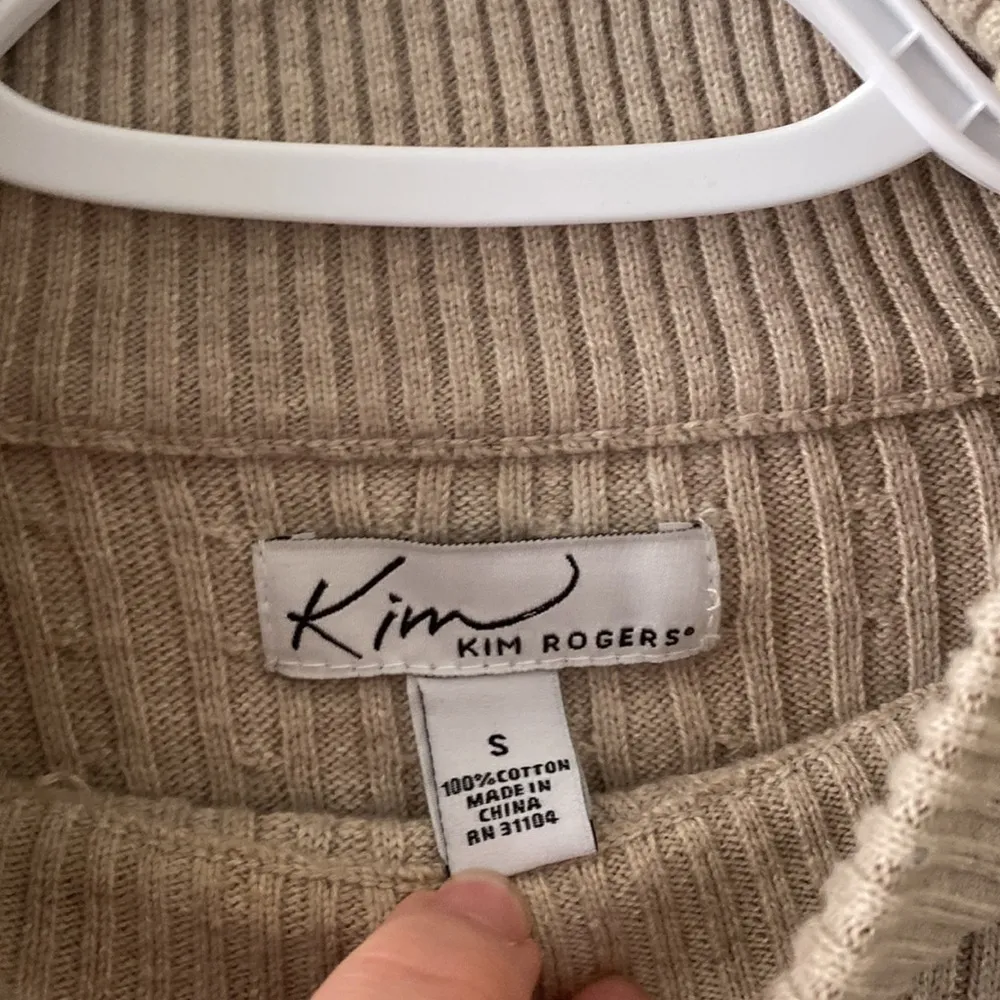 Kim
KIM ROGERS®
S
100% COTTON
MADE IN
CHINA
RN 31104